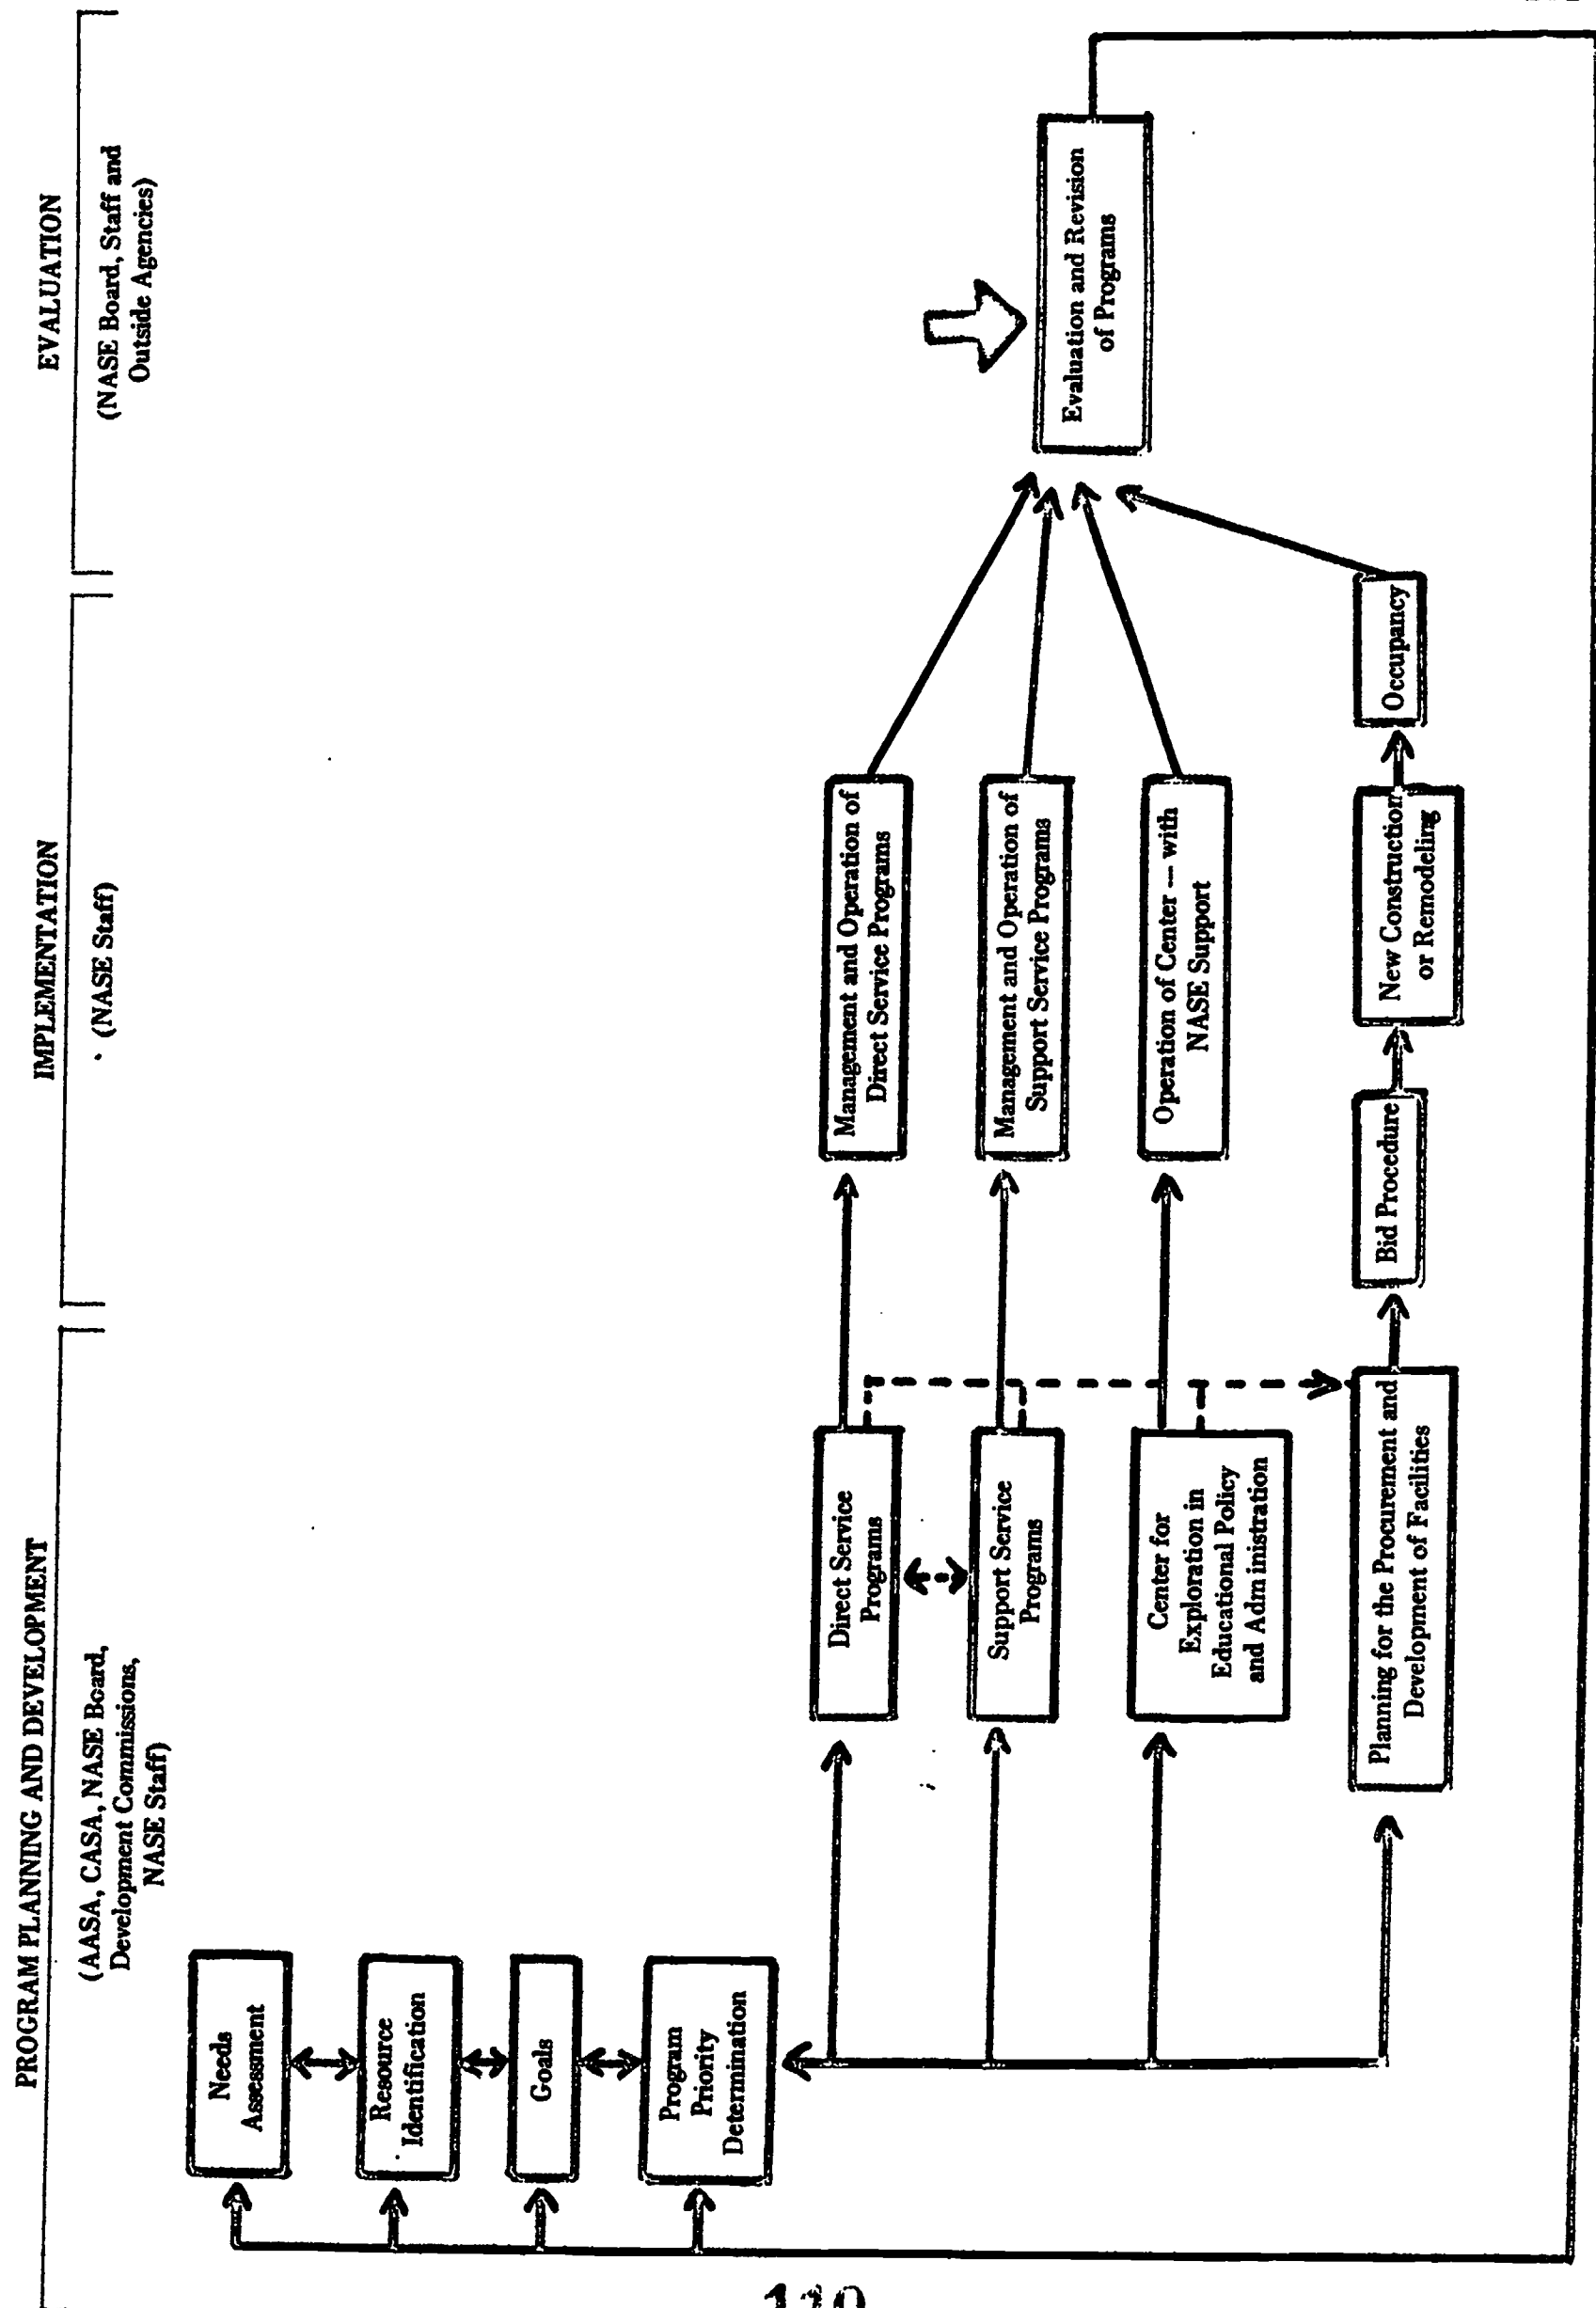 PROGRAM PLANNING AND DEVELOPMENT
(AASA, CASA, NASE Board,
Development Commissions,
NASE Staff)
IMPLEMENTATION
(NASE Staff)
EVALUATION
(NASE Board, Staff and
Outside Agencies)
Needs
Assessment
Resource
Identification
Goals
Program
Priority
Determination
Direct Service
Programs
Support Service
Programs
Center for
Exploration in
Educational Policy
and Administration
Planning for the Procurement and
Development of Facilities
Management and Operation of
Direct Service Programs
Management and Operation of
Support Service Programs
Operation of Center — with
NASE Support
Bid Procedure
New Construction
or Remodeling
Occupancy
Evaluation and Revision
of Programs